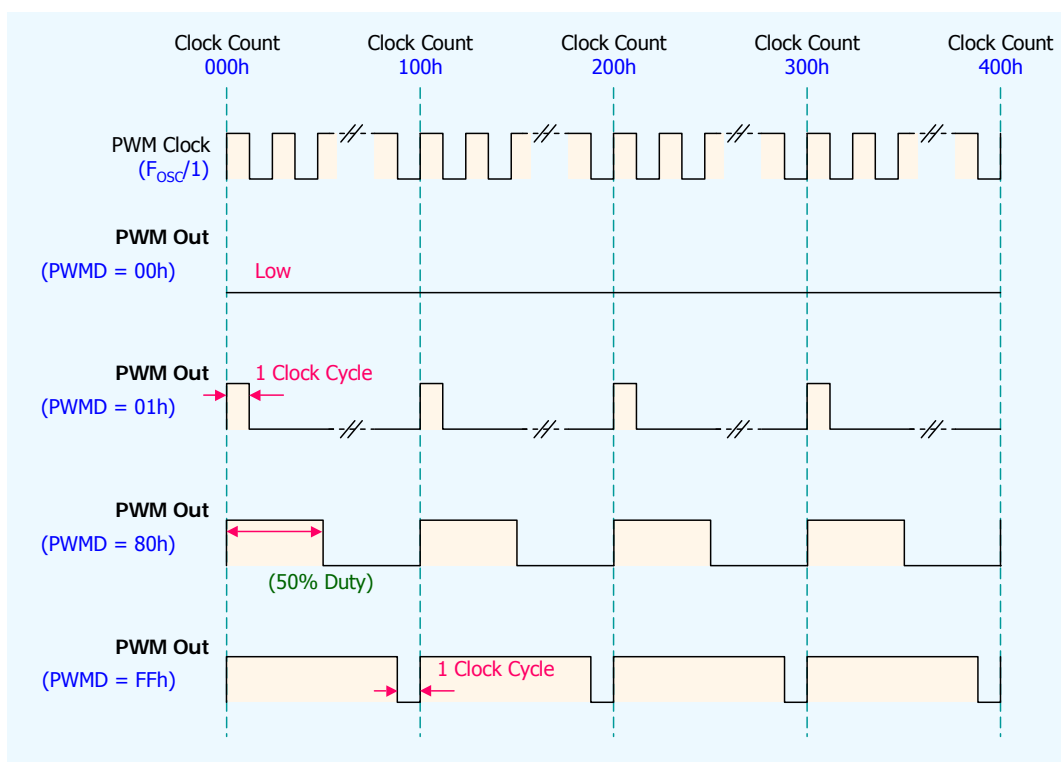 Clock Count Clock Count Clock Count Clock Count Clock Count
000h 100h 200h 300h 400h
PWM Clock
(FOSC/1)
PWM Out
(PWMD = 00h) Low
PWM Out 1 Clock Cycle
(PWMD = 01h)
PWM Out
(PWMD = 80h)
(50% Duty)
PWM Out
1 Clock Cycle
(PWMD = FFh)